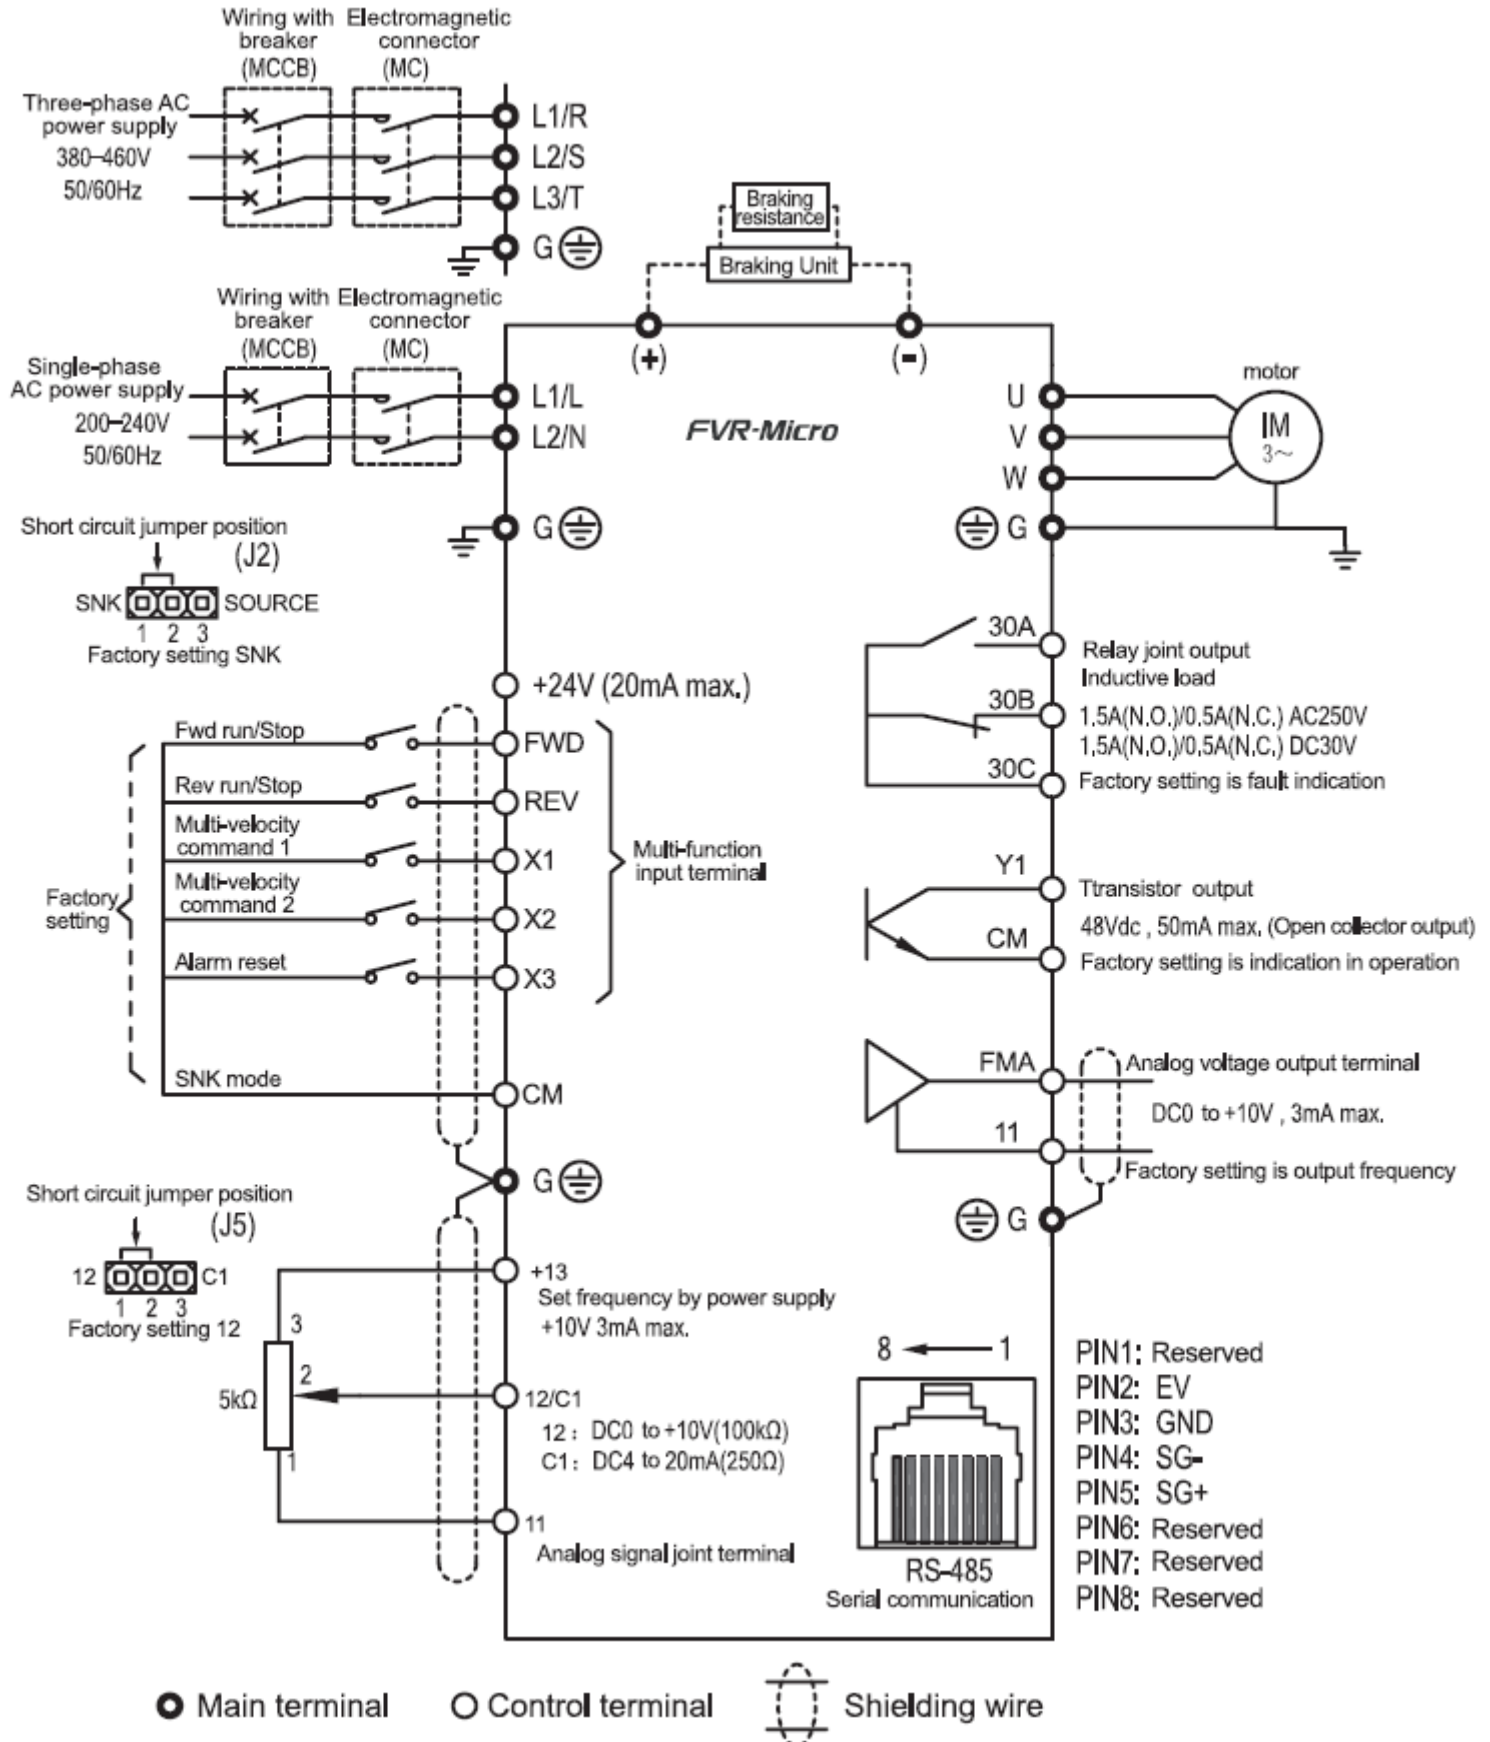 Wiring with breaker (MCCB)
Electromagnetic connector (MC)
Three-phase AC power supply
380-460V
50/60Hz
L1/R
L2/S
L3/T
G
Braking resistance
Braking Unit
(+)
(-)
Wiring with breaker (MCCB)
Electromagnetic connector (MC)
Single-phase AC power supply
200-240V
50/60Hz
L1/L
L2/N
G
FVR-Micro
U
V
W
G
motor
IM
3~
Short circuit jumper position
(J2)
SNK
SOURCE
1 2 3
Factory setting SNK
+24V (20mA max.)
Fwd run/Stop
FWD
Rev run/Stop
REV
Multi-velocity command 1
X1
Multi-velocity command 2
X2
Alarm reset
X3
Factory setting
Multi-function input terminal
SNK mode
CM
G
30A
30B
30C
Relay joint output
Inductive load
1.5A(N.O.)/0.5A(N.C.) AC250V
1.5A(N.O.)/0.5A(N.C.) DC30V
Factory setting is fault indication
Y1
CM
Ttransistor output
48Vdc , 50mA max. (Open collector output)
Factory setting is indication in operation
FMA
11
Analog voltage output terminal
DC0 to +10V , 3mA max.
Factory setting is output frequency
G
Short circuit jumper position
(J5)
12
C1
1 2 3
Factory setting 12
3
2
1
5kΩ
+13
Set frequency by power supply
+10V 3mA max.
12/C1
12 : DC0 to +10V(100kΩ)
C1: DC4 to 20mA(250Ω)
11
Analog signal joint terminal
8
1
RS-485
Serial communication
PIN1: Reserved
PIN2: EV
PIN3: GND
PIN4: SG-
PIN5: SG+
PIN6: Reserved
PIN7: Reserved
PIN8: Reserved
Main terminal
Control terminal
Shielding wire